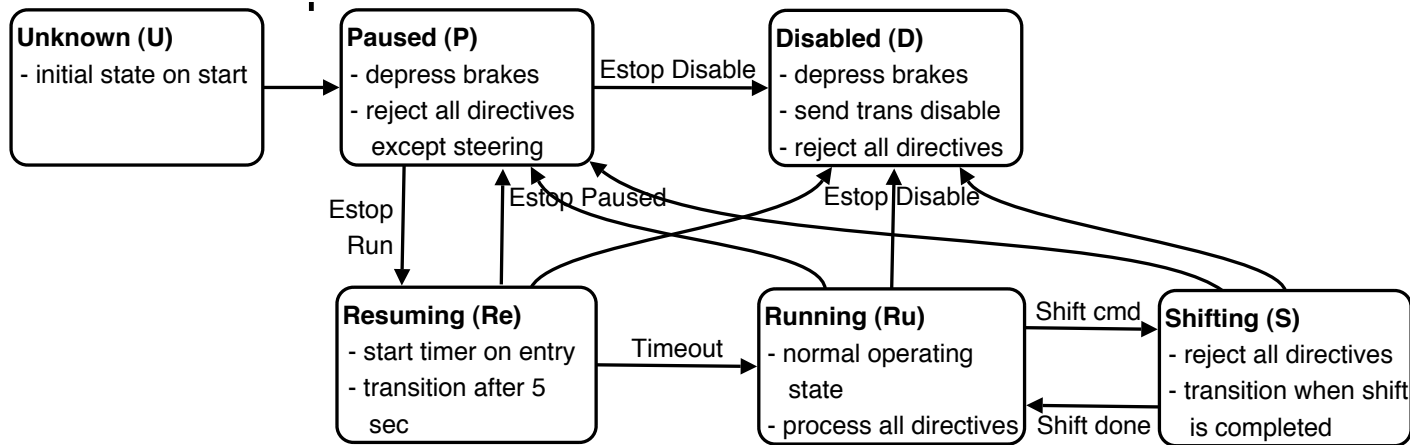 Unknown (U)
- initial state on start
Paused (P)
- depress brakes
- reject all directives
except steering
Estop Disable
Disabled (D)
- depress brakes
- send trans disable
- reject all directives
Estop
Run
Estop Paused
Estop Disable
Resuming (Re)
- start timer on entry
- transition after 5
sec
Timeout
Running (Ru)
- normal operating
state
- process all directives
Shift cmd
Shift done
Shifting (S)
- reject all directives
- transition when shift
is completed